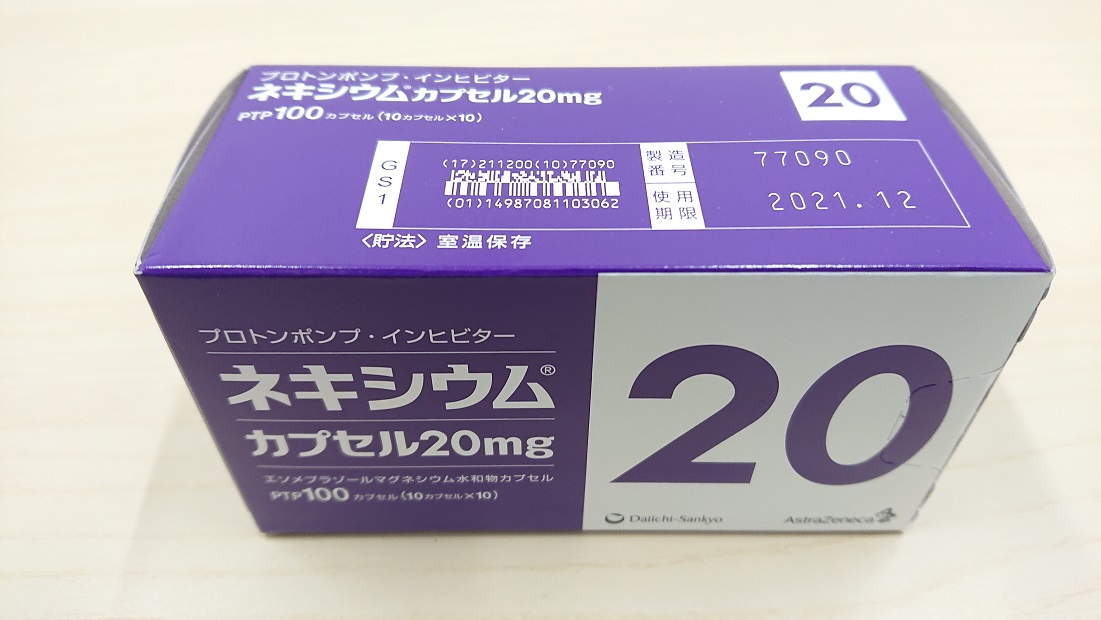 プロトンポンプ・インヒビター
ネキシウム®カプセル20mg
PTP100カプセル(10カプセル×10)
20
GS1
(17)211200(10)77090
(01)14987081103062
製造番号
77090
使用期限
2021.12
〈貯法〉室温保存
プロトンポンプ・インヒビター
ネキシウム®
カプセル20mg
エソメプラゾールマグネシウム水和物カプセル
PTP100カプセル(10カプセル×10)
20
Daiichi-Sankyo
AstraZeneca